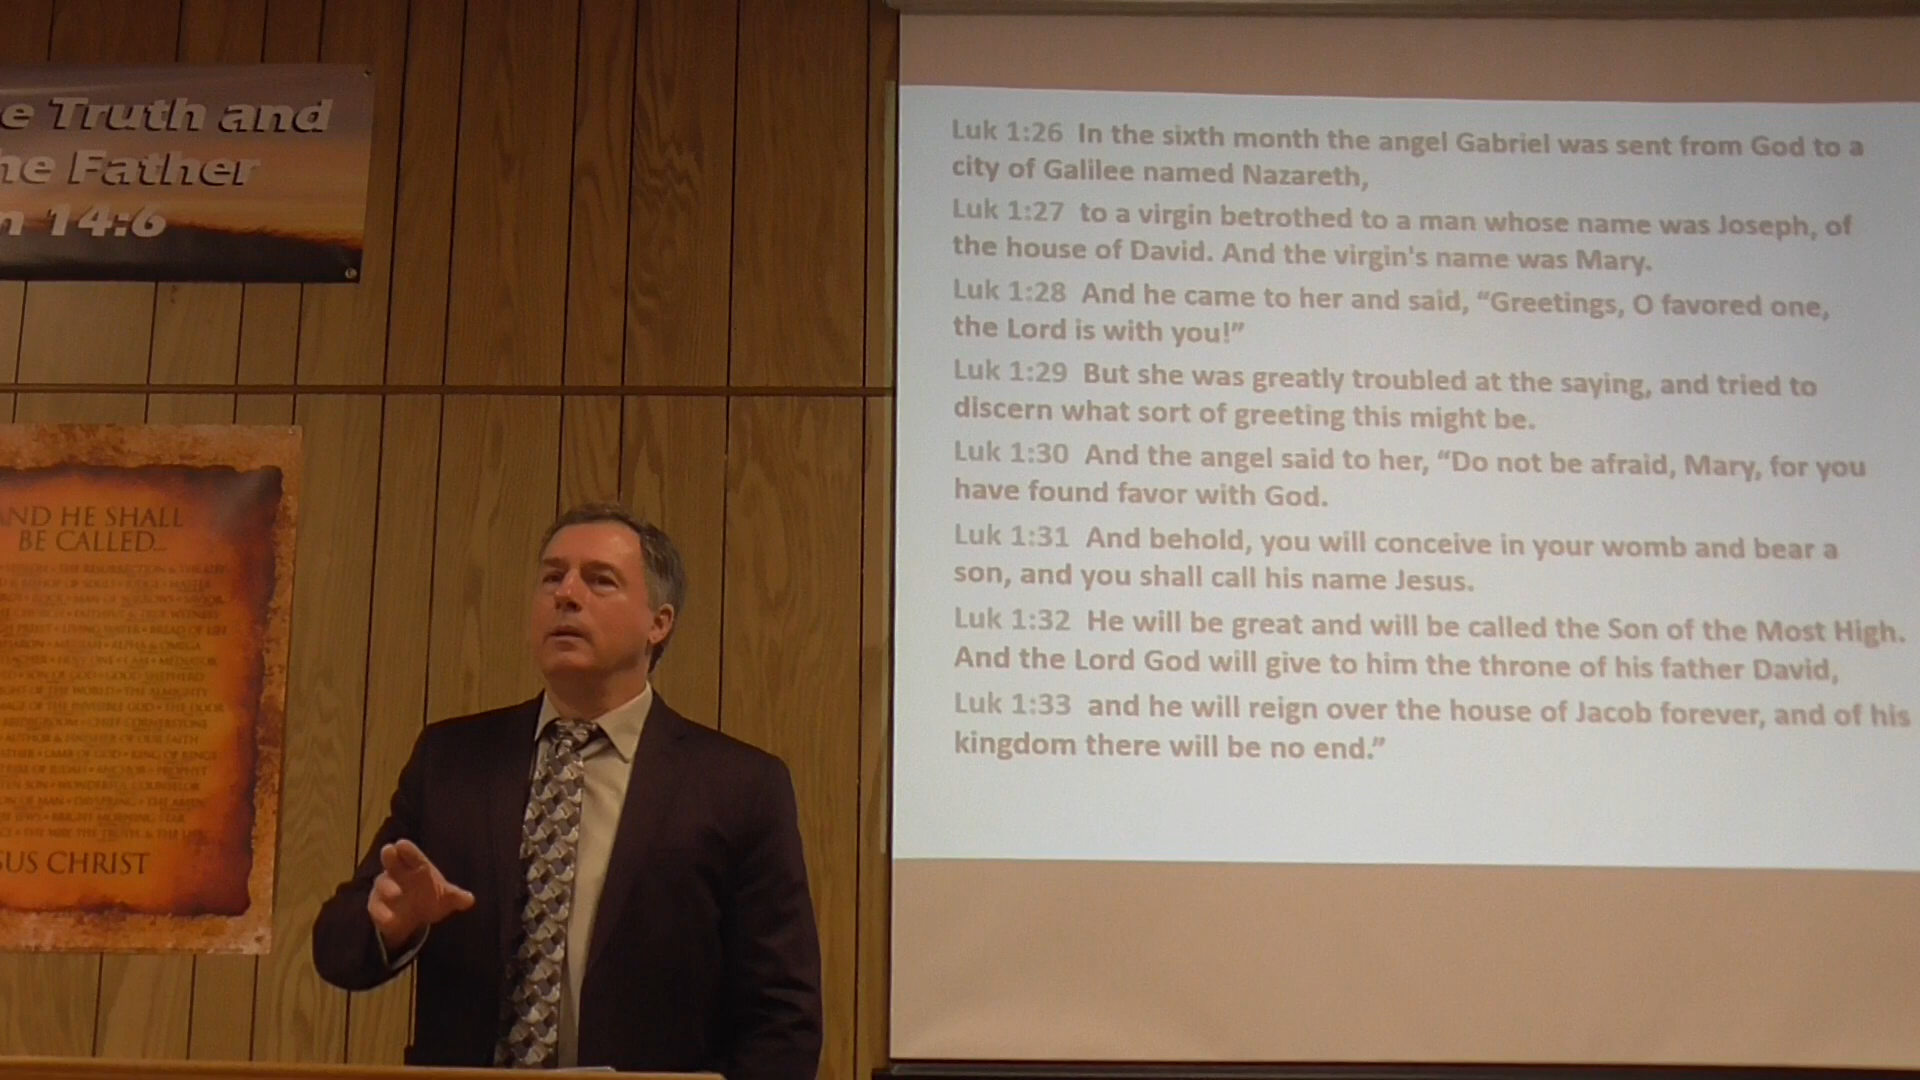 e Truth and
he Father
n 14:6
AND HE SHALL
BE CALLED...
SUS CHRIST
Luk 1:26 In the sixth month the angel Gabriel was sent from God to a
city of Galilee named Nazareth,
Luk 1:27 to a virgin betrothed to a man whose name was Joseph, of
the house of David. And the virgin's name was Mary.
Luk 1:28 And he came to her and said, “Greetings, O favored one,
the Lord is with you!”
Luk 1:29 But she was greatly troubled at the saying, and tried to
discern what sort of greeting this might be.
Luk 1:30 And the angel said to her, “Do not be afraid, Mary, for you
have found favor with God.
Luk 1:31 And behold, you will conceive in your womb and bear a
son, and you shall call his name Jesus.
Luk 1:32 He will be great and will be called the Son of the Most High.
And the Lord God will give to him the throne of his father David,
Luk 1:33 and he will reign over the house of Jacob forever, and of his
kingdom there will be no end.”